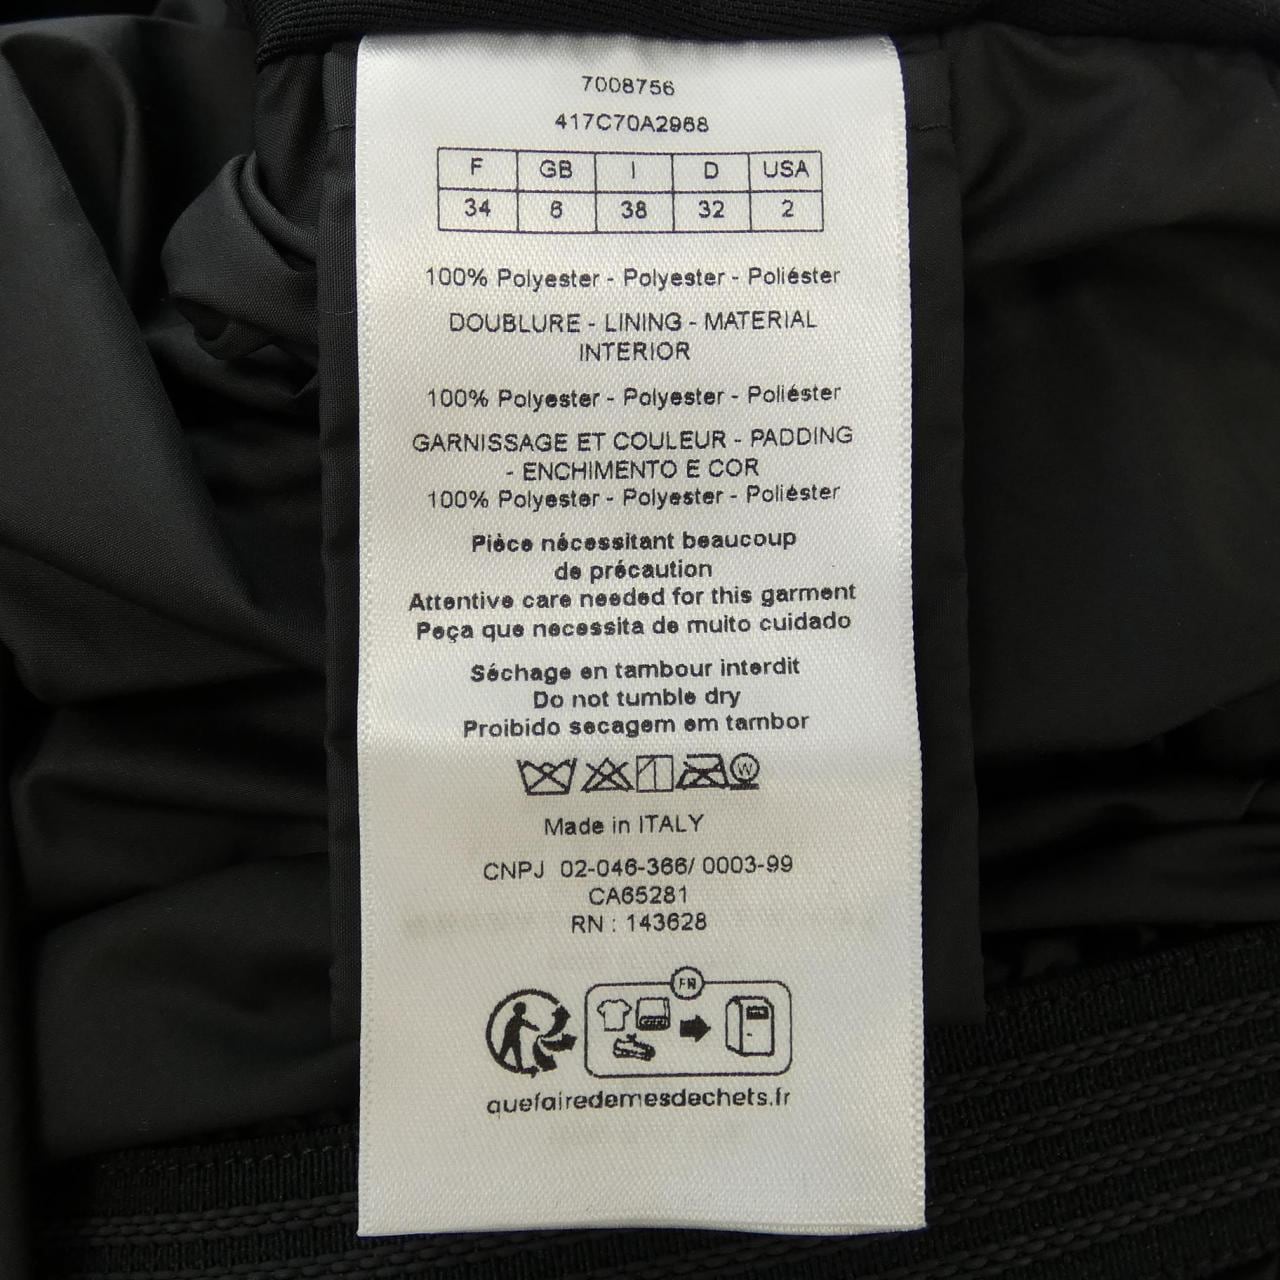 7008756
417C70A2968
F GB I D USA
34 6 38 32 2
100% Polyester - Polyester - Poliéster
DOUBLURE - LINING - MATERIAL
INTERIOR
100% Polyester - Polyester - Poliéster
GARNISSAGE ET COULEUR - PADDING
- ENCHIMENTO E COR
100% Polyester - Polyester - Poliéster
Pièce nécessitant beaucoup
de précaution
Attentive care needed for this garment
Peça que necessita de muito cuidado
Séchage en tambour interdit
Do not tumble dry
Proibido secagem em tambor
W
Made in ITALY
CNPJ 02-046-366/ 0003-99
CA65281
RN : 143628
FR
quefairedemesdechets.fr